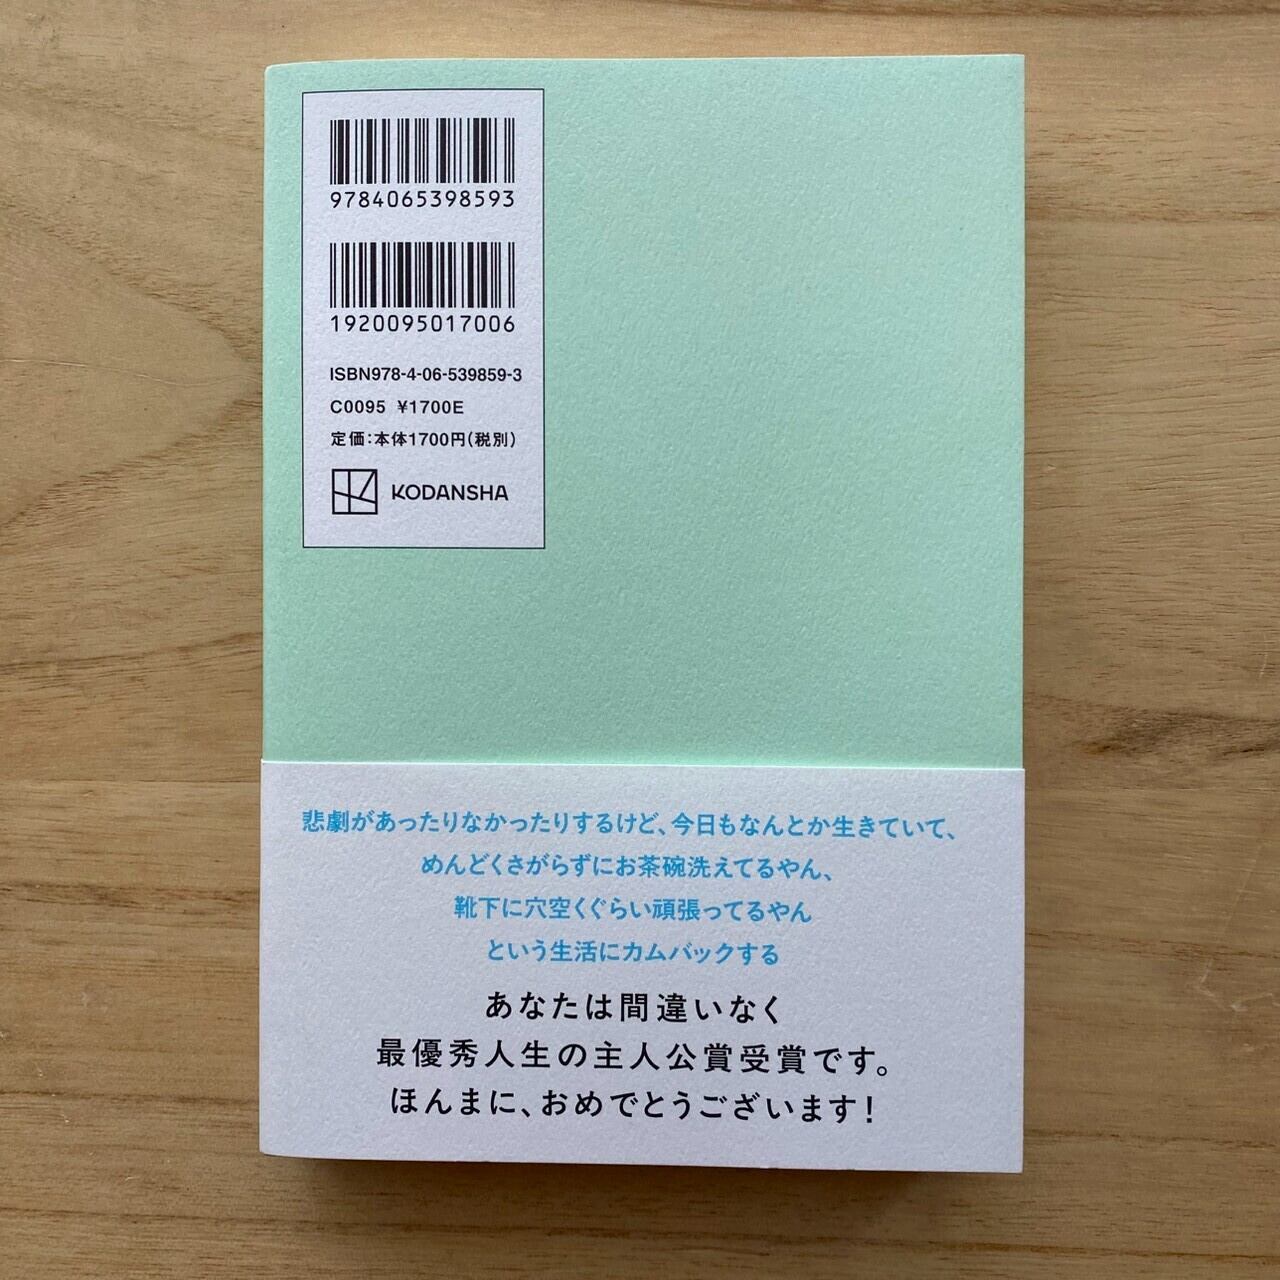 9784065398593
1920095017006
ISBN978-4-06-539859-3
C0095 ¥1700E
定価：本体1700円（税別）
KODANSHA
悲劇があったりなかったりするけど、今日もなんとか生きていて、
めんどくさがらずにお茶碗洗えてるやん、
靴下に穴空くぐらい頑張ってるやん
という生活にカムバックする
あなたは間違いなく
最優秀人生の主人公賞受賞です。
ほんまに、おめでとうございます！